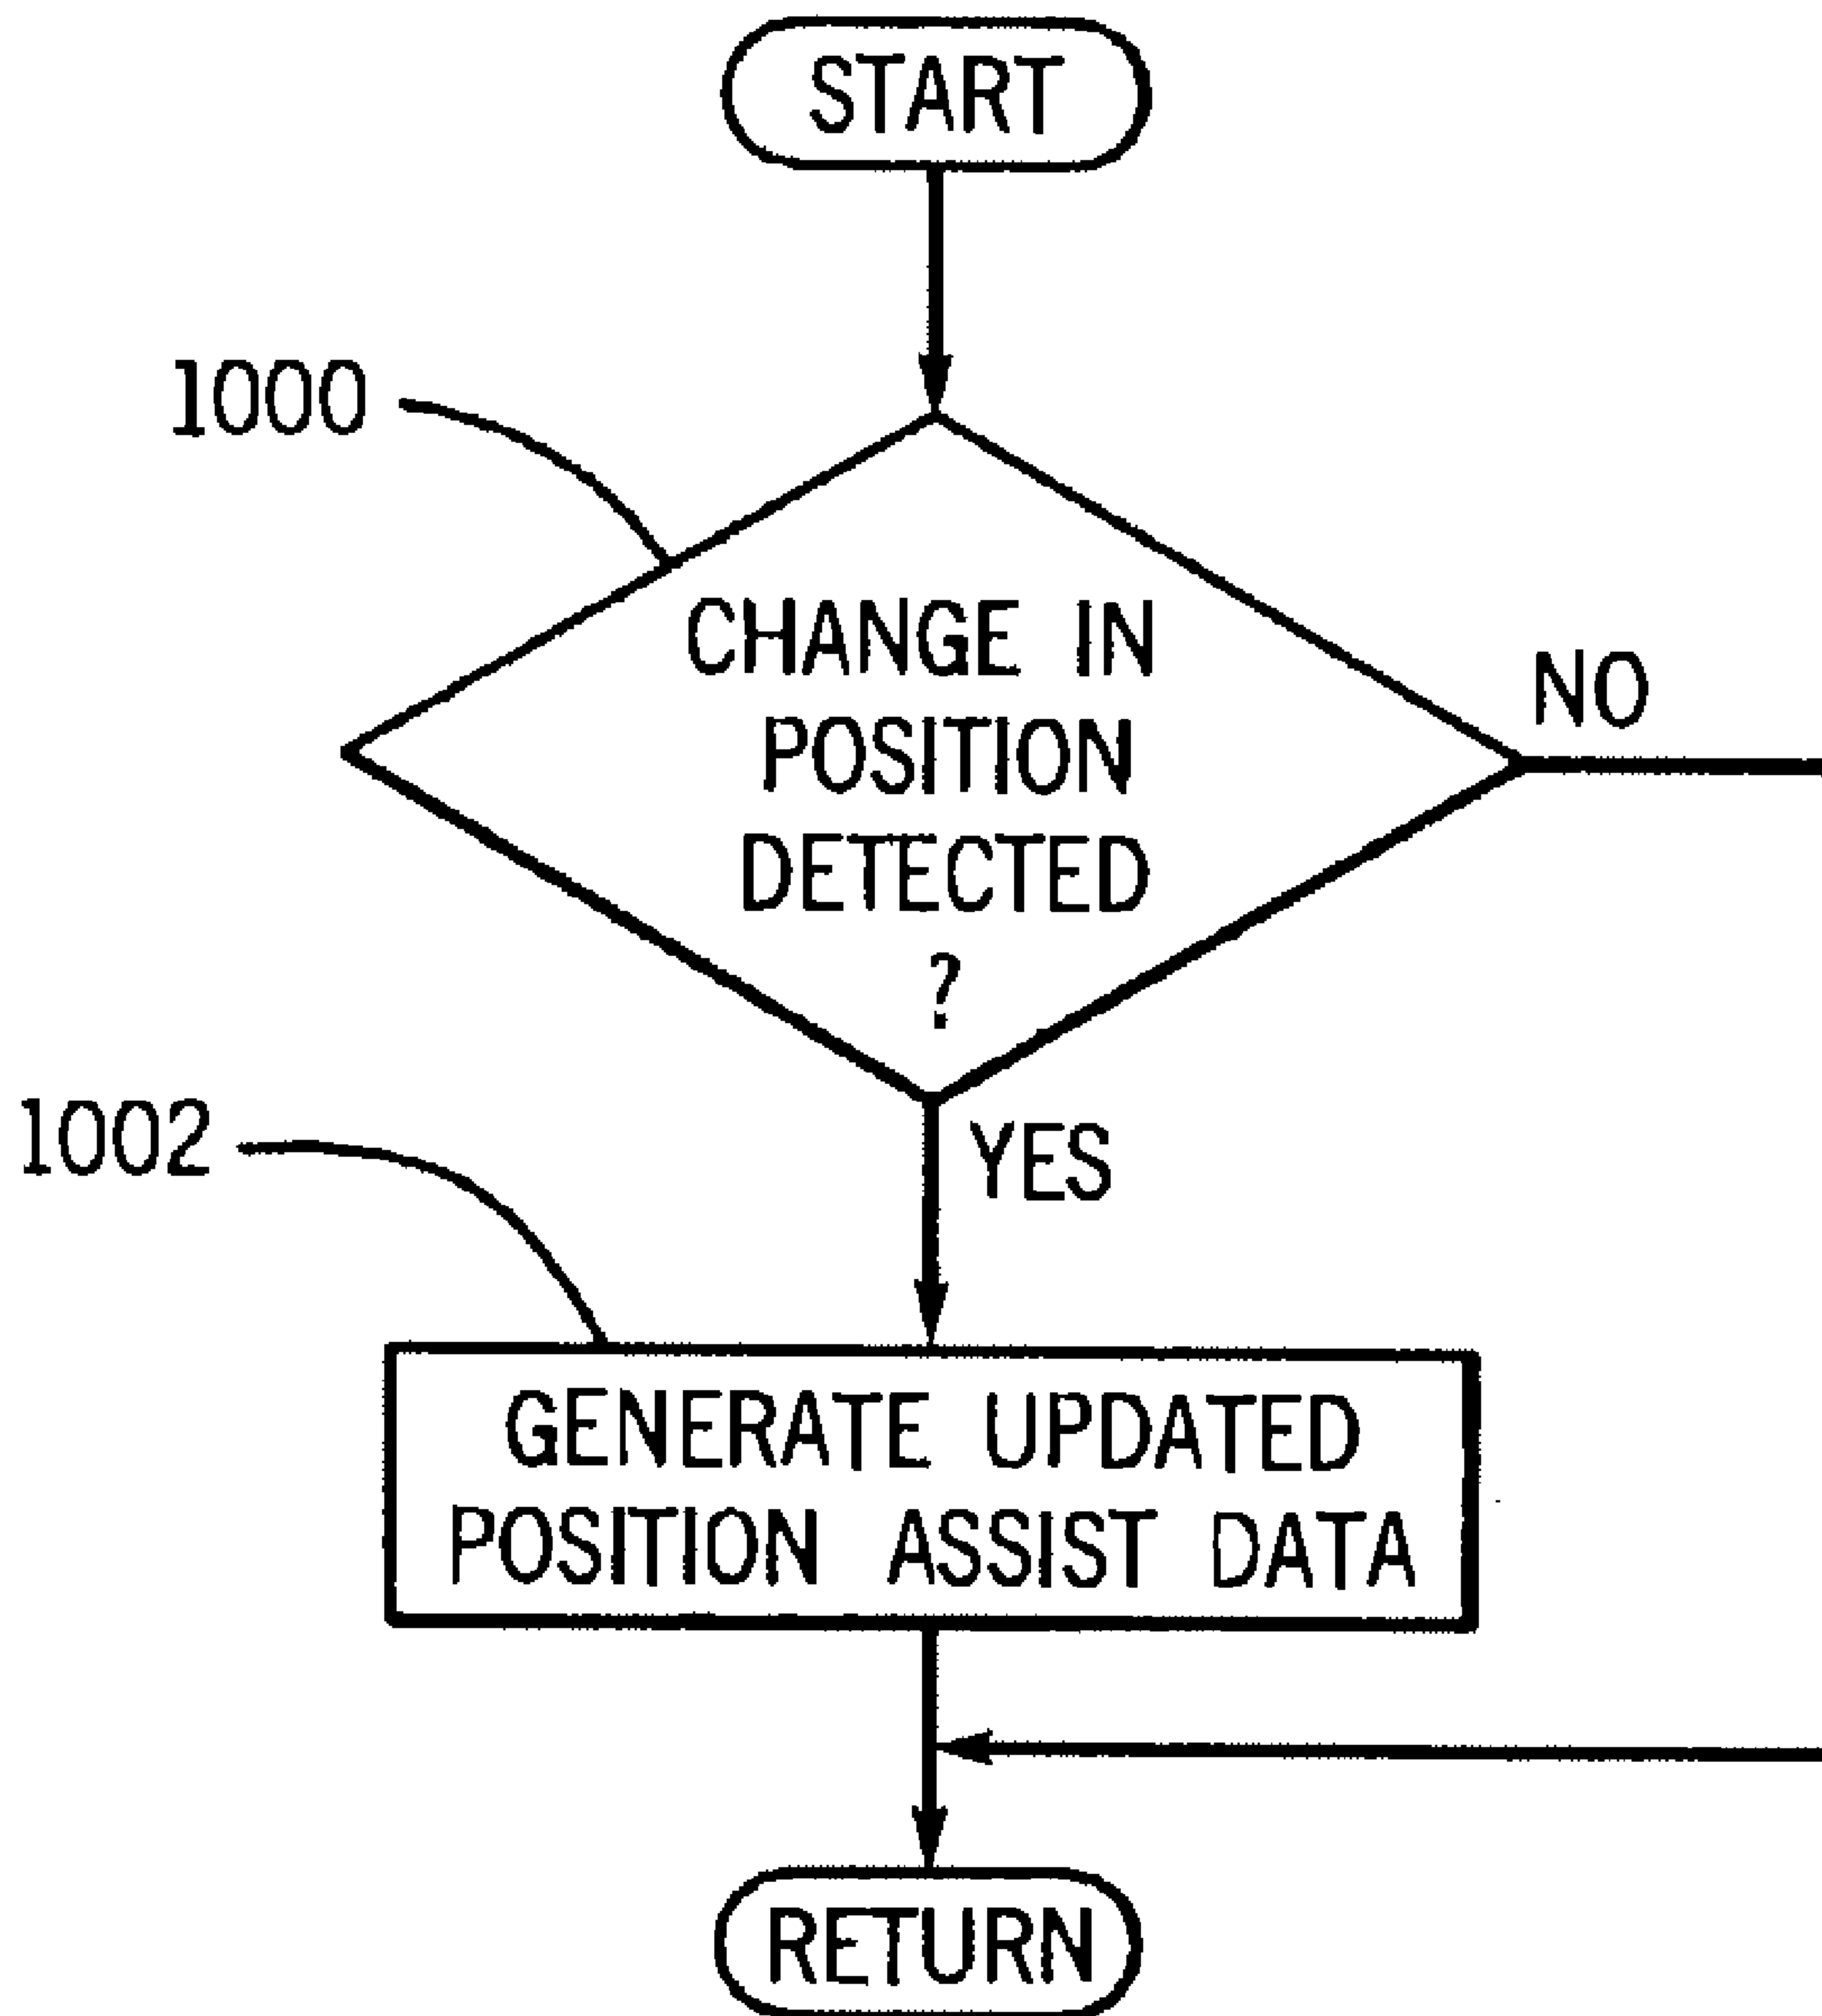 START
1000
CHANGE IN
POSITION
DETECTED
?
NO
YES
1002
GENERATE UPDATED
POSITION ASSIST DATA
RETURN